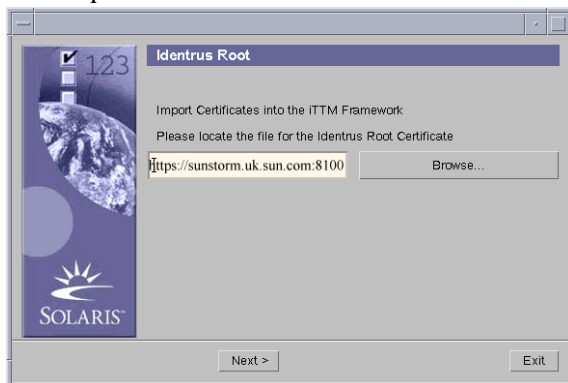 123
Identrus Root
Import Certificates into the iTTM Framework
Please locate the file for the Identrus Root Certificate
https://sunstorm.uk.sun.com:8100
Browse...
SOLARIS™
Next >
Exit